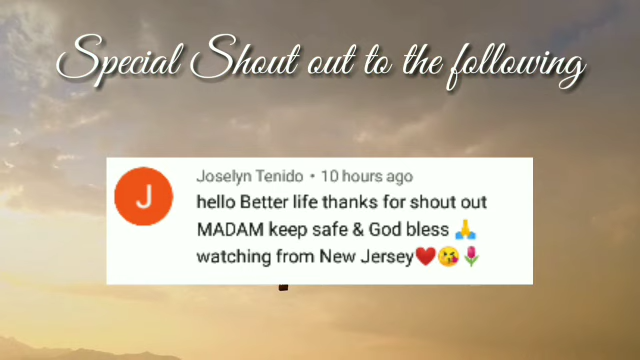 Special Shout out to the following
J
Joselyn Tenido • 10 hours ago
hello Better life thanks for shout out
MADAM keep safe & God bless 🙏
watching from New Jersey❤️😘🌷